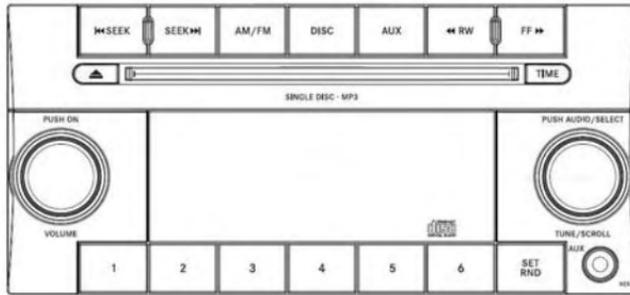 SEEK
SEEK
AM/FM
DISC
AUX
RW
FF
TIME
SINGLE DISC - MP3
PUSH ON
PUSH AUDIO/SELECT
VOLUME
TUNE/SCROLL
AUX
1
2
3
4
5
6
SET
RND